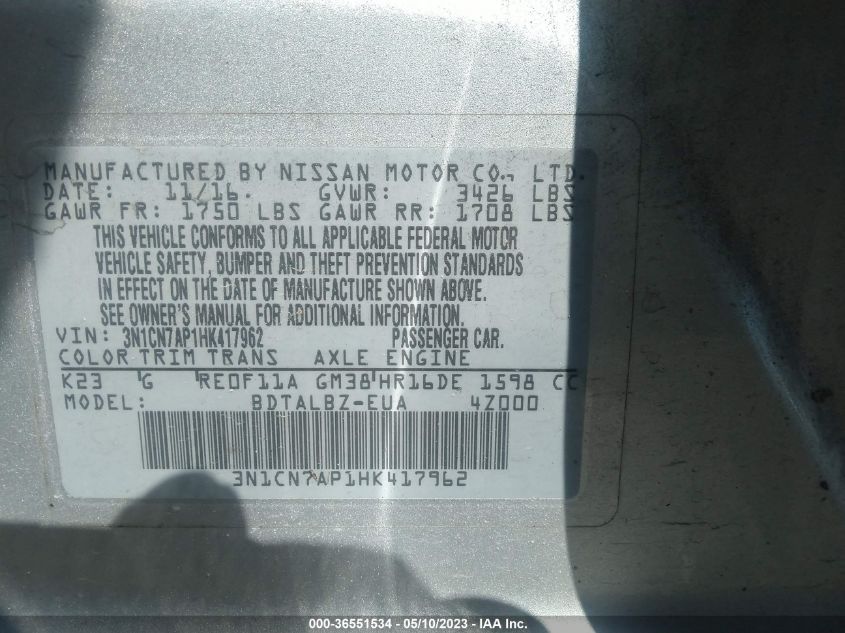 MANUFACTURED BY NISSAN MOTOR CO., LTD.
DATE: 11/16. GVWR: 3426 LBS
GAWR FR: 1750 LBS GAWR RR: 1708 LBS
THIS VEHICLE CONFORMS TO ALL APPLICABLE FEDERAL MOTOR
VEHICLE SAFETY, BUMPER AND THEFT PREVENTION STANDARDS
IN EFFECT ON THE DATE OF MANUFACTURE SHOWN ABOVE.
SEE OWNER'S MANUAL FOR ADDITIONAL INFORMATION.
VIN: 3N1CN7AP1HK417962 PASSENGER CAR.
COLOR TRIM TRANS AXLE ENGINE
K23 G RE0F11A GM38 HR16DE 1598 CC
MODEL: BDTALBZ-EUA 4Z000
3N1CN7AP1HK417962
000-36551534 - 05/10/2023 - IAA Inc.